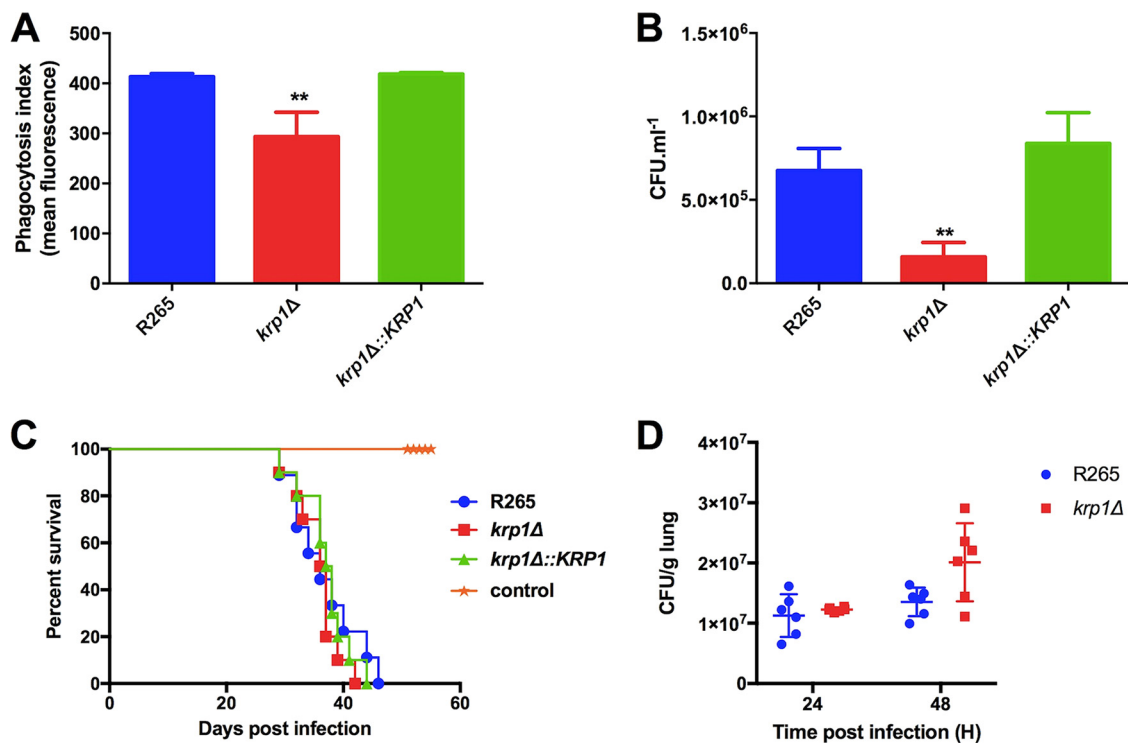 A
Phagocytosis index
(mean fluorescence)
500
400
300
200
100
0
**
R265
krp1Δ
krp1Δ::KRP1
B
CFU.ml-1
1.5×10⁶
1.0×10⁶
5.0×10⁵
0.0
**
R265
krp1Δ
krp1Δ::KRP1
C
Percent survival
100
80
60
40
20
0
0
20
40
60
Days post infection
R265
krp1Δ
krp1Δ::KRP1
control
D
CFU/g lung
4×10⁷
3×10⁷
2×10⁷
1×10⁷
0
24
48
Time post infection (H)
R265
krp1Δ